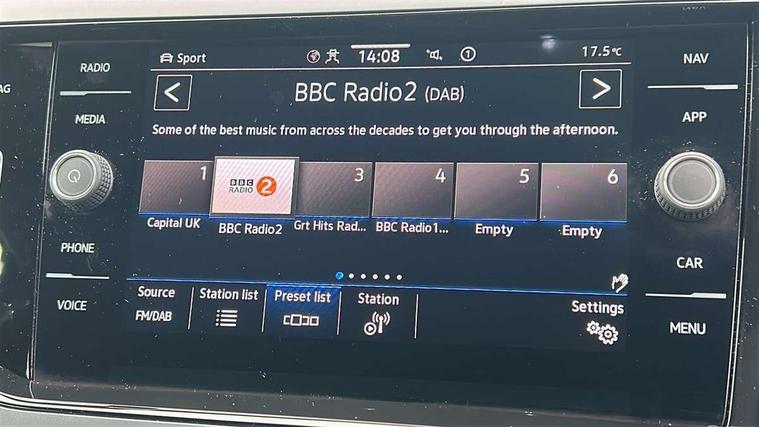 RADIO
MEDIA
PHONE
VOICE
Sport
14:08
1
17.5°C
BBC Radio2 (DAB)
Some of the best music from across the decades to get you through the afternoon.
1
BBC
RADIO 2
3
4
5
6
Capital UK
BBC Radio2
Grt Hits Rad...
BBC Radio1...
Empty
Empty
Source
FM/DAB
Station list
Preset list
Station
Settings
NAV
APP
CAR
MENU